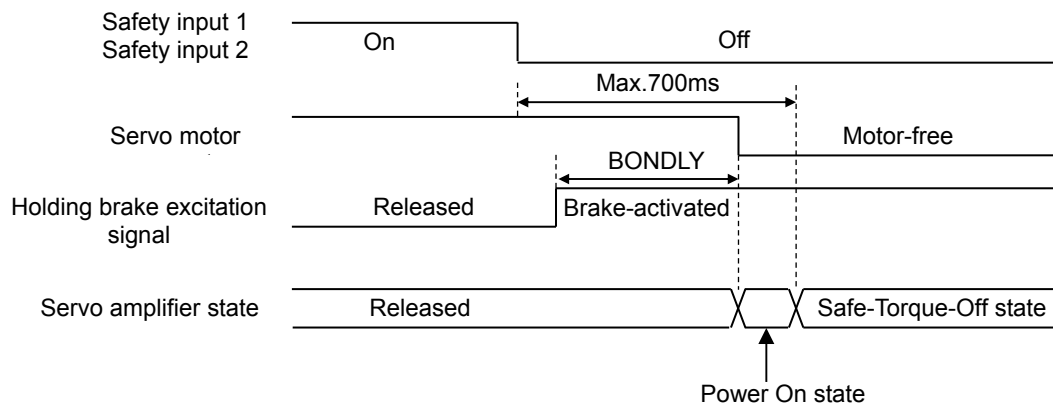 Safety input 1
Safety input 2
On
Off
Max.700ms
Servo motor
Motor-free
BONDLY
Holding brake excitation
signal
Released
Brake-activated
Servo amplifier state
Released
Safe-Torque-Off state
Power On state